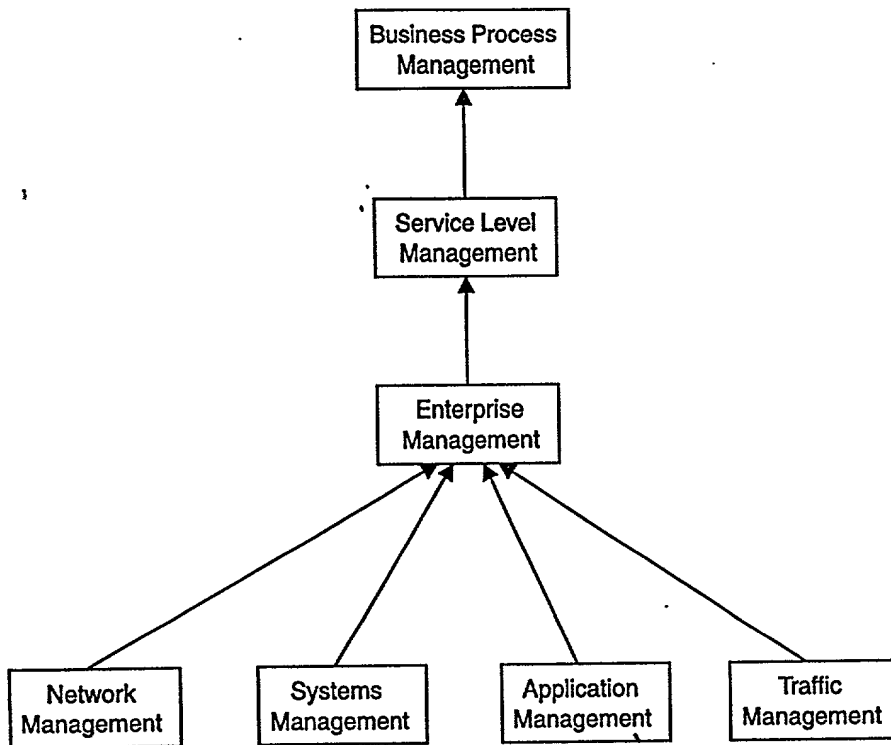 Business Process
Management
Service Level
Management
Enterprise
Management
Network
Management
Systems
Management
Application
Management
Traffic
Management